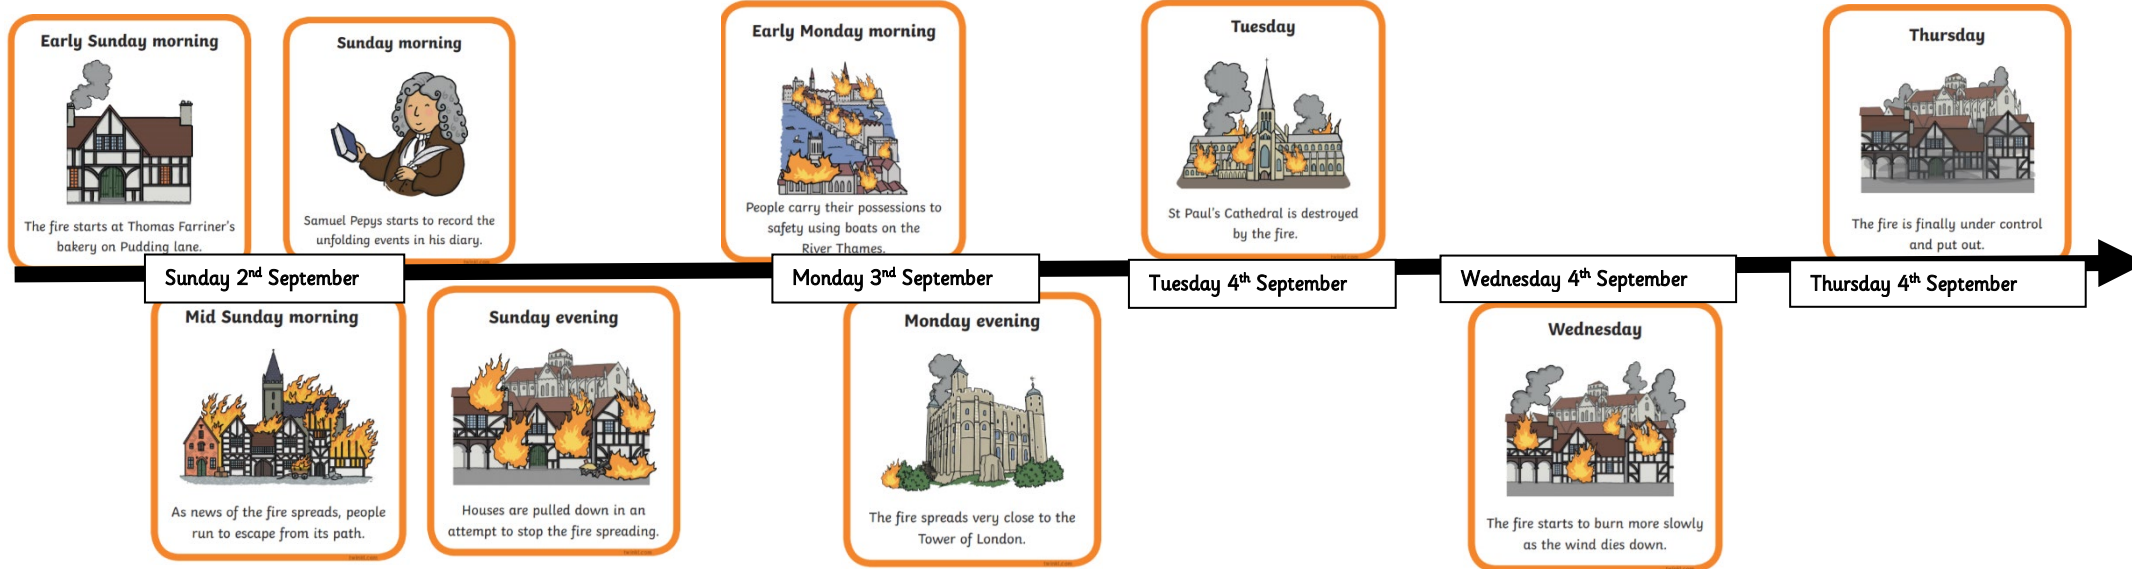 Early Sunday morning
The fire starts at Thomas Farriner's
bakery on Pudding lane.
Sunday morning
Samuel Pepys starts to record the
unfolding events in his diary.
Early Monday morning
People carry their possessions to
safety using boats on the
River Thames.
Tuesday
St Paul's Cathedral is destroyed
by the fire.
Thursday
The fire is finally under control
and put out.
Sunday 2nd September
Monday 3nd September
Tuesday 4th September
Wednesday 4th September
Thursday 4th September
Mid Sunday morning
As news of the fire spreads, people
run to escape from its path.
Sunday evening
Houses are pulled down in an
attempt to stop the fire spreading.
Monday evening
The fire spreads very close to the
Tower of London.
Wednesday
The fire starts to burn more slowly
as the wind dies down.